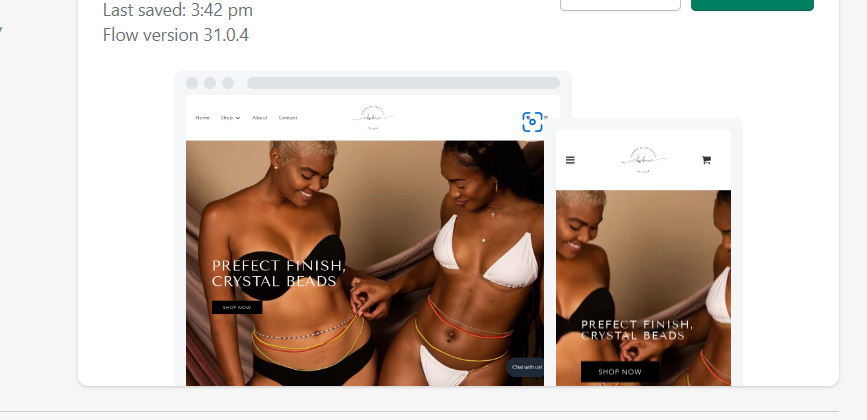 Last saved: 3:42 pm
Flow version 31.0.4
Home Shop About Contact
PREFECT FINISH,
CRYSTAL BEADS
SHOP NOW
Chat with us!
PREFECT FINISH,
CRYSTAL BEADS
SHOP NOW